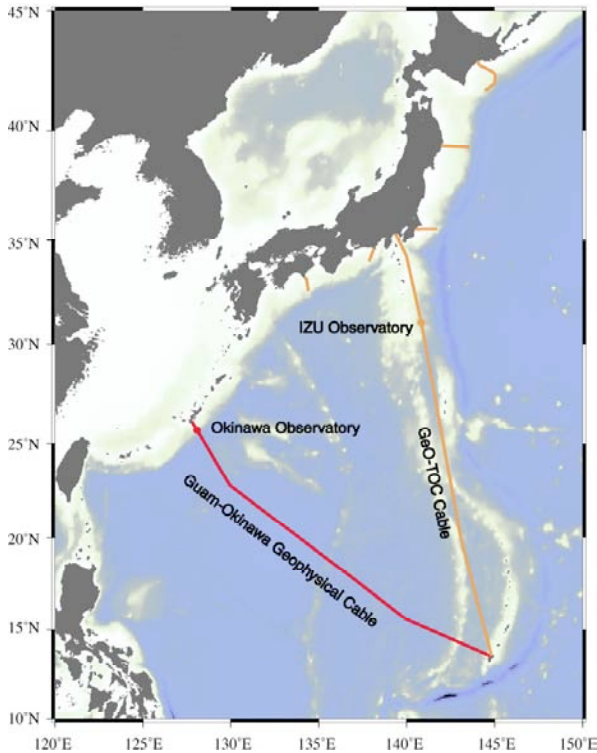 45°N
40°N
35°N
IZU Observatory
30°N
Okinawa Observatory
25°N
GeO-TOC Cable
Guam-Okinawa Geophysical Cable
20°N
15°N
10°N
120°E 125°E 130°E 135°E 140°E 145°E 150°E